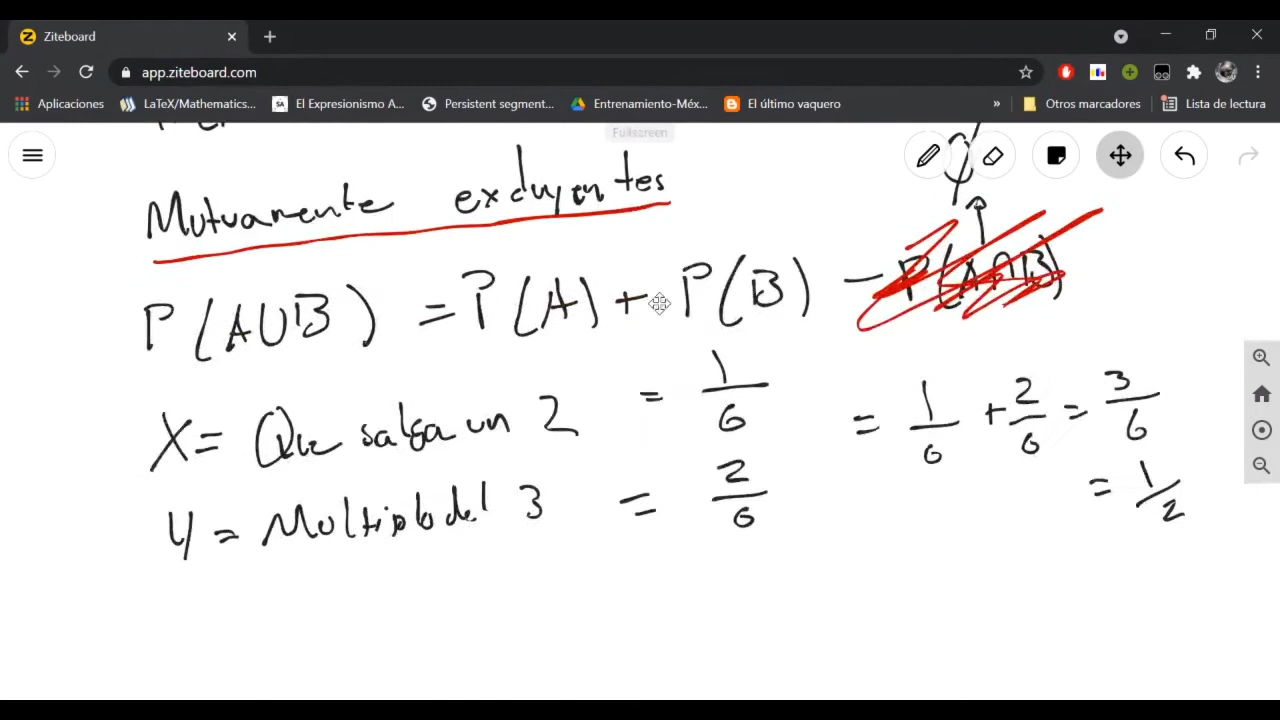 Ziteboard
app.ziteboard.com
Aplicaciones LaTeX/Mathematics... SA El Expresionismo A... Persistent segment... Entrenamiento-Méx... El último vaquero » Otros marcadores Lista de lectura
Fullscreen
Mutuamente excluyentes
∅
P(A∪B) = P(A) + P(B) - P(A∩B)
X = Que salga un 2 = 1/6 = 1/6 + 2/6 = 3/6
= 1/2
Y = Multiplo del 3 = 2/6